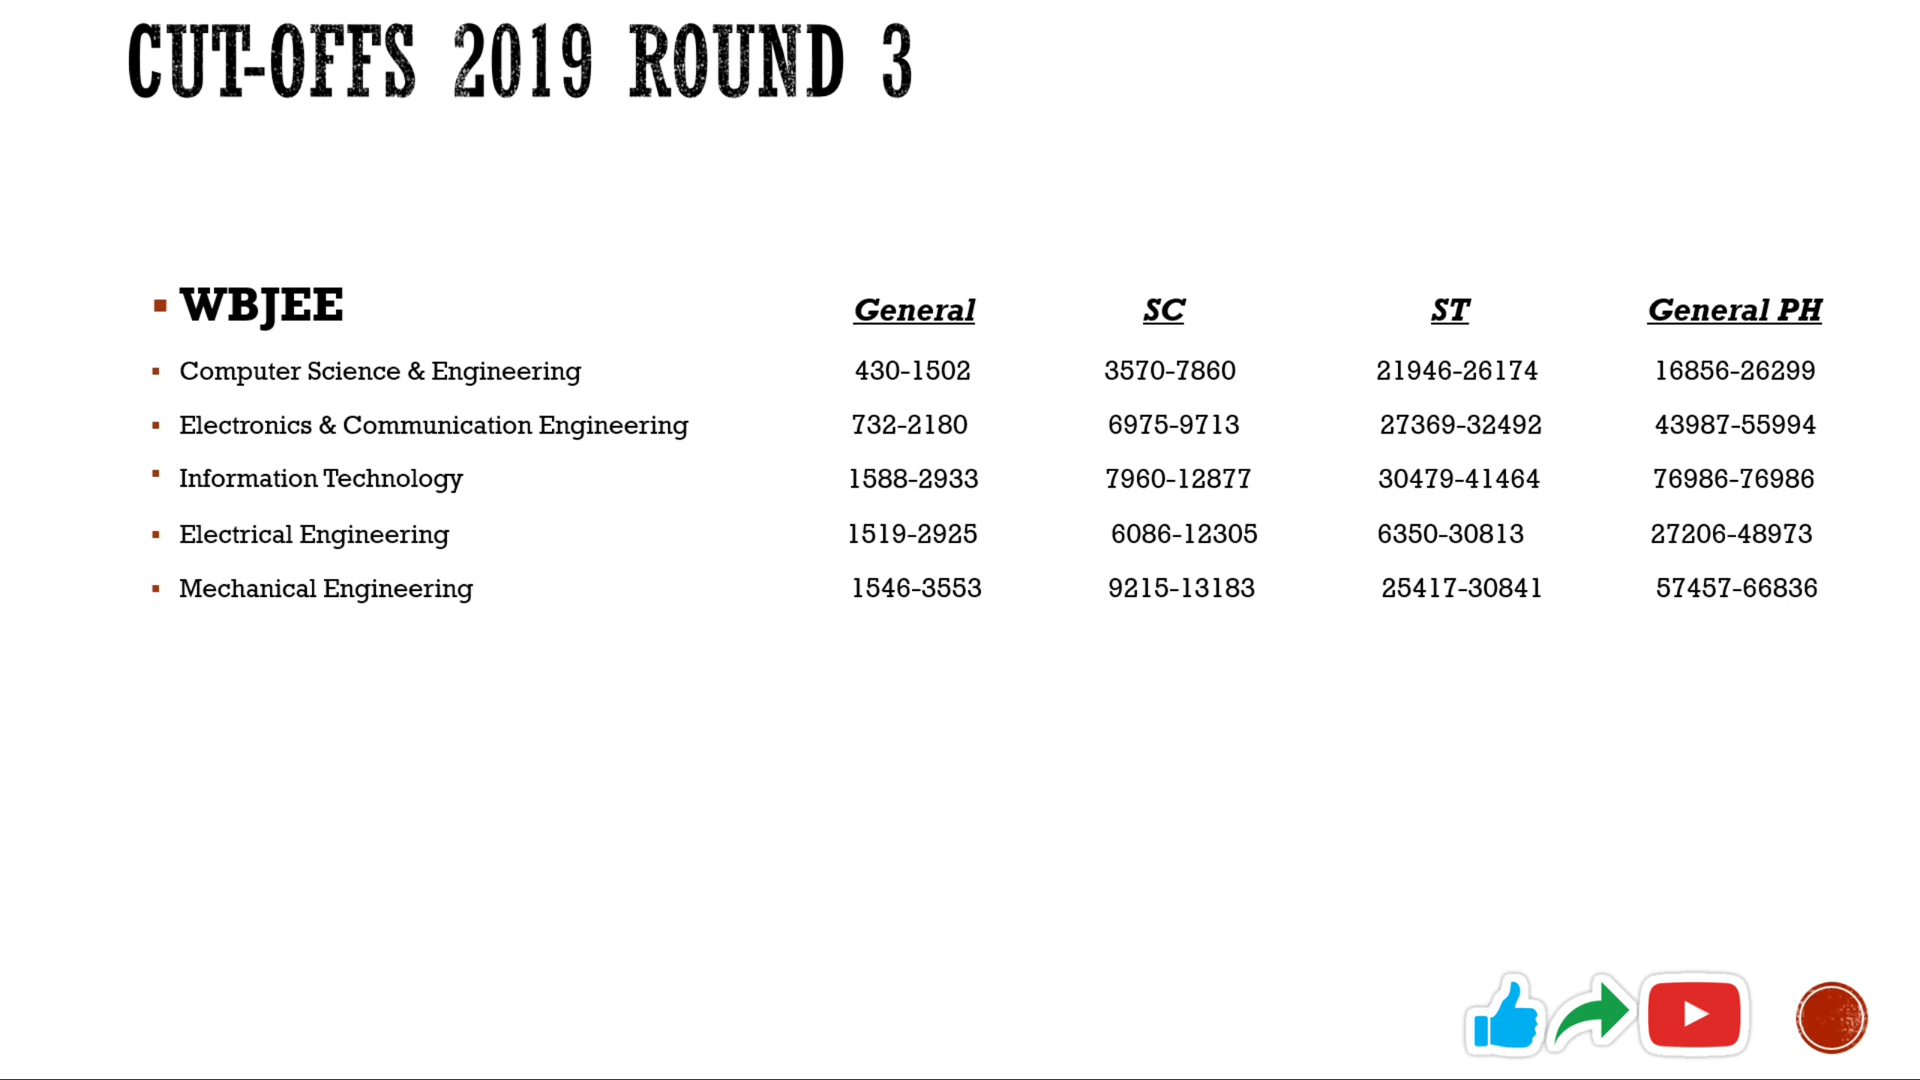 CUT-OFFS 2019 ROUND 3
WBJEE General SC ST General PH
Computer Science & Engineering 430-1502 3570-7860 21946-26174 16856-26299
Electronics & Communication Engineering 732-2180 6975-9713 27369-32492 43987-55994
Information Technology 1588-2933 7960-12877 30479-41464 76986-76986
Electrical Engineering 1519-2925 6086-12305 6350-30813 27206-48973
Mechanical Engineering 1546-3553 9215-13183 25417-30841 57457-66836